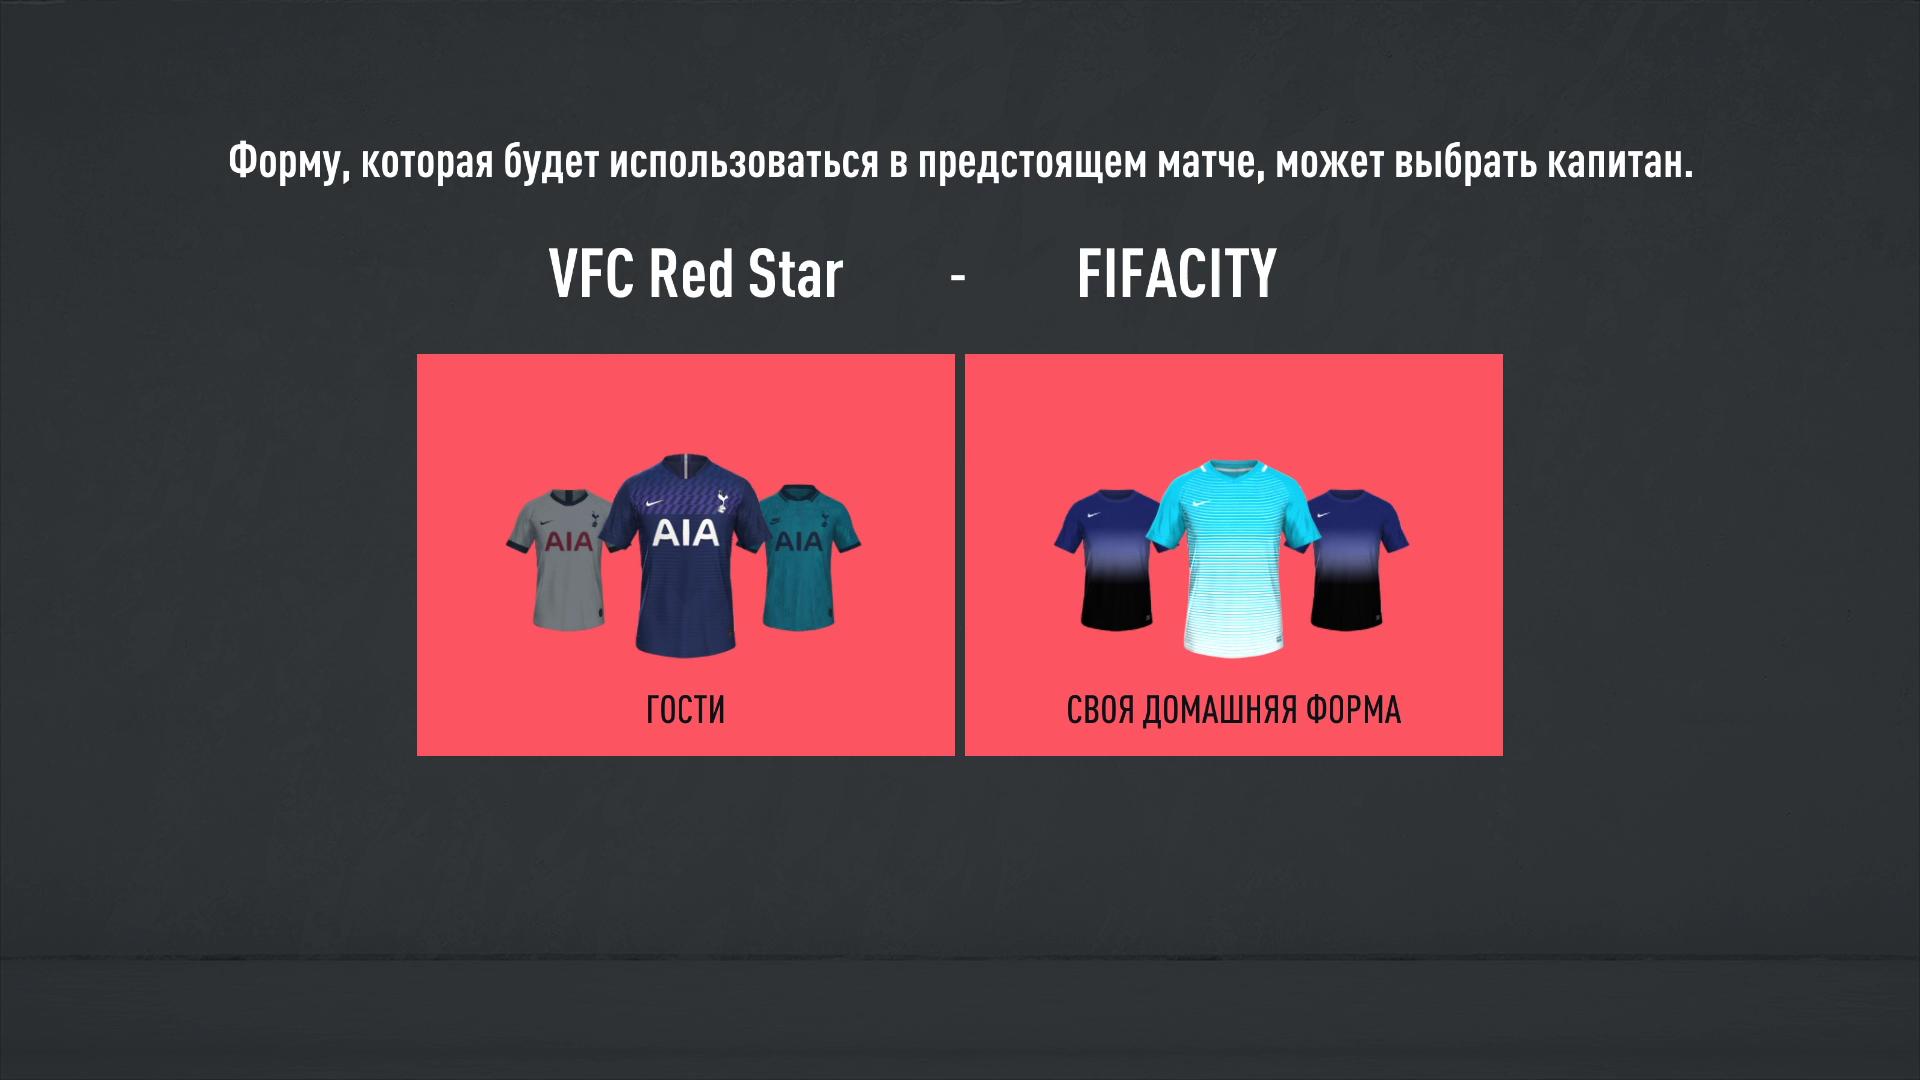 Форму, которая будет использоваться в предстоящем матче, может выбрать капитан.
VFC Red Star - FIFACITY
AIA AIA AIA
ГОСТИ
СВОЯ ДОМАШНЯЯ ФОРМА